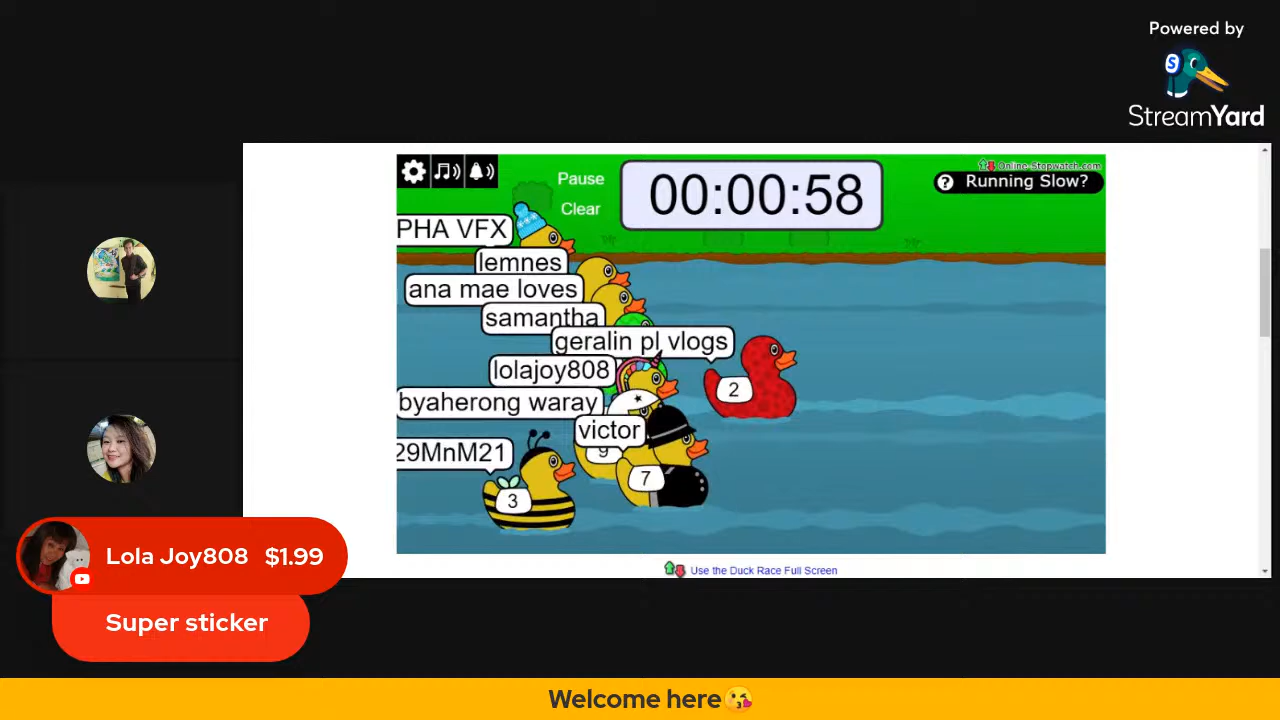 Powered by
StreamYard
Online-Stopwatch.com
Pause
00:00:58
Running Slow?
Clear
PHA VFX
lemnes
ana mae loves
samantha
geralin pl vlogs
lolajoy808
2
byaherong waray
victor
29MnM21
9
7
3
Lola Joy808 $1.99
Use the Duck Race Full Screen
Super sticker
Welcome here😘